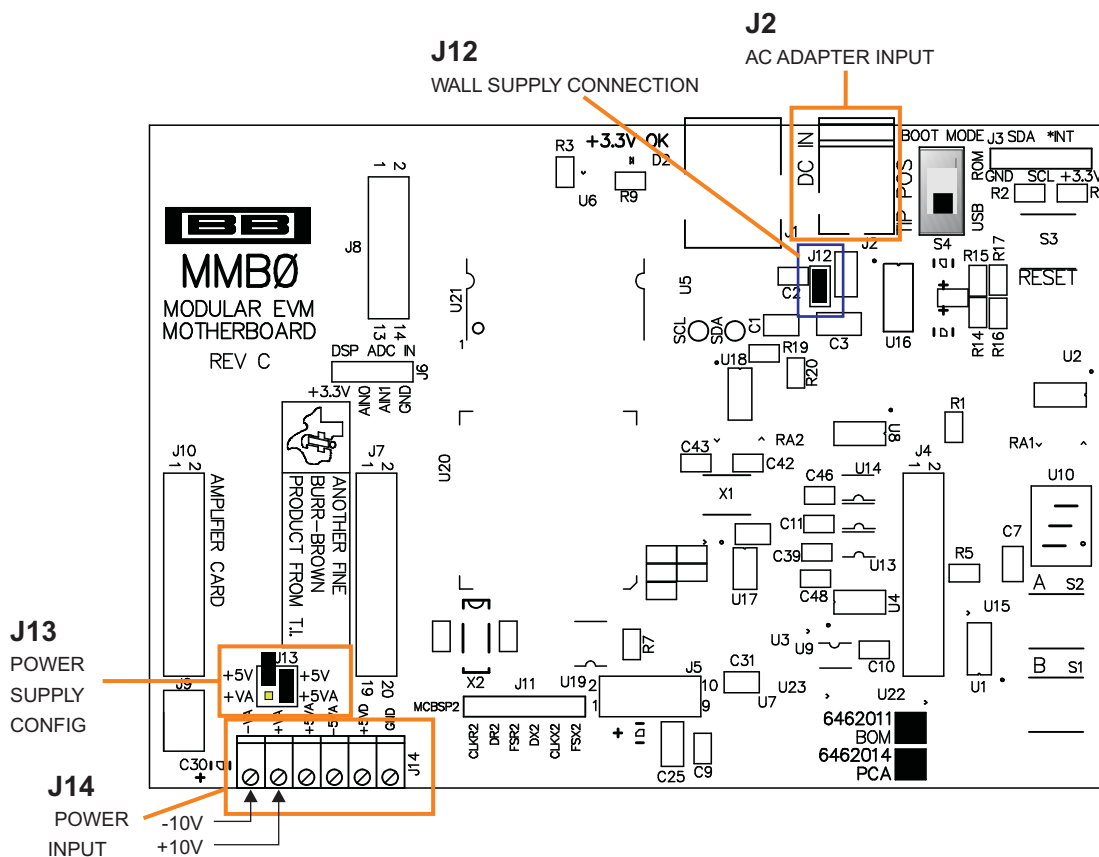 J2
AC ADAPTER INPUT
J12
WALL SUPPLY CONNECTION
+3.3V OK
R3
D2
U6
R9
DC IN
TIP POS
J1
J2
BOOT MODE
ROM
USB
S4
J3 SDA *INT
GND SCL +3.3V
R2
R
S3
RESET
R15
R17
R14
R16
1 2
J8
13 14
BB
MMBØ
MODULAR EVM
MOTHERBOARD
REV C
U21
1
U5
J12
C2
C1
C3
U16
SCL
SDA
U18
R19
R20
U2
DSP ADC IN
J6
+3.3V
AIN0
AIN1
GND
J10
1 2
AMPLIFIER CARD
ANOTHER FINE
BURR-BROWN
PRODUCT FROM T.I.
J7
1 2
19 20
U20
C43
RA2
C42
X1
U8
R1
RA1
J4
1 2
U14
C46
C11
C39
U13
C48
U4
U17
U10
C7
R5
A
S2
B
S1
U15
U1
U3
U9
C10
U22
6462011
BOM
6462014
PCA
J13
POWER
SUPPLY
CONFIG
J13
+5V
+5V
+VA
+5VA
J9
X2
R7
U19
J11
MCBSP2
CLKR2
DR2
FSR2
DX2
CLKX2
FSX2
J5
2 10
1 9
C31
U7
U23
C25
C9
-VA
+VA
+5VA
-5VA
+5VD
GND
J14
C30
J14
POWER
INPUT
-10V
+10V